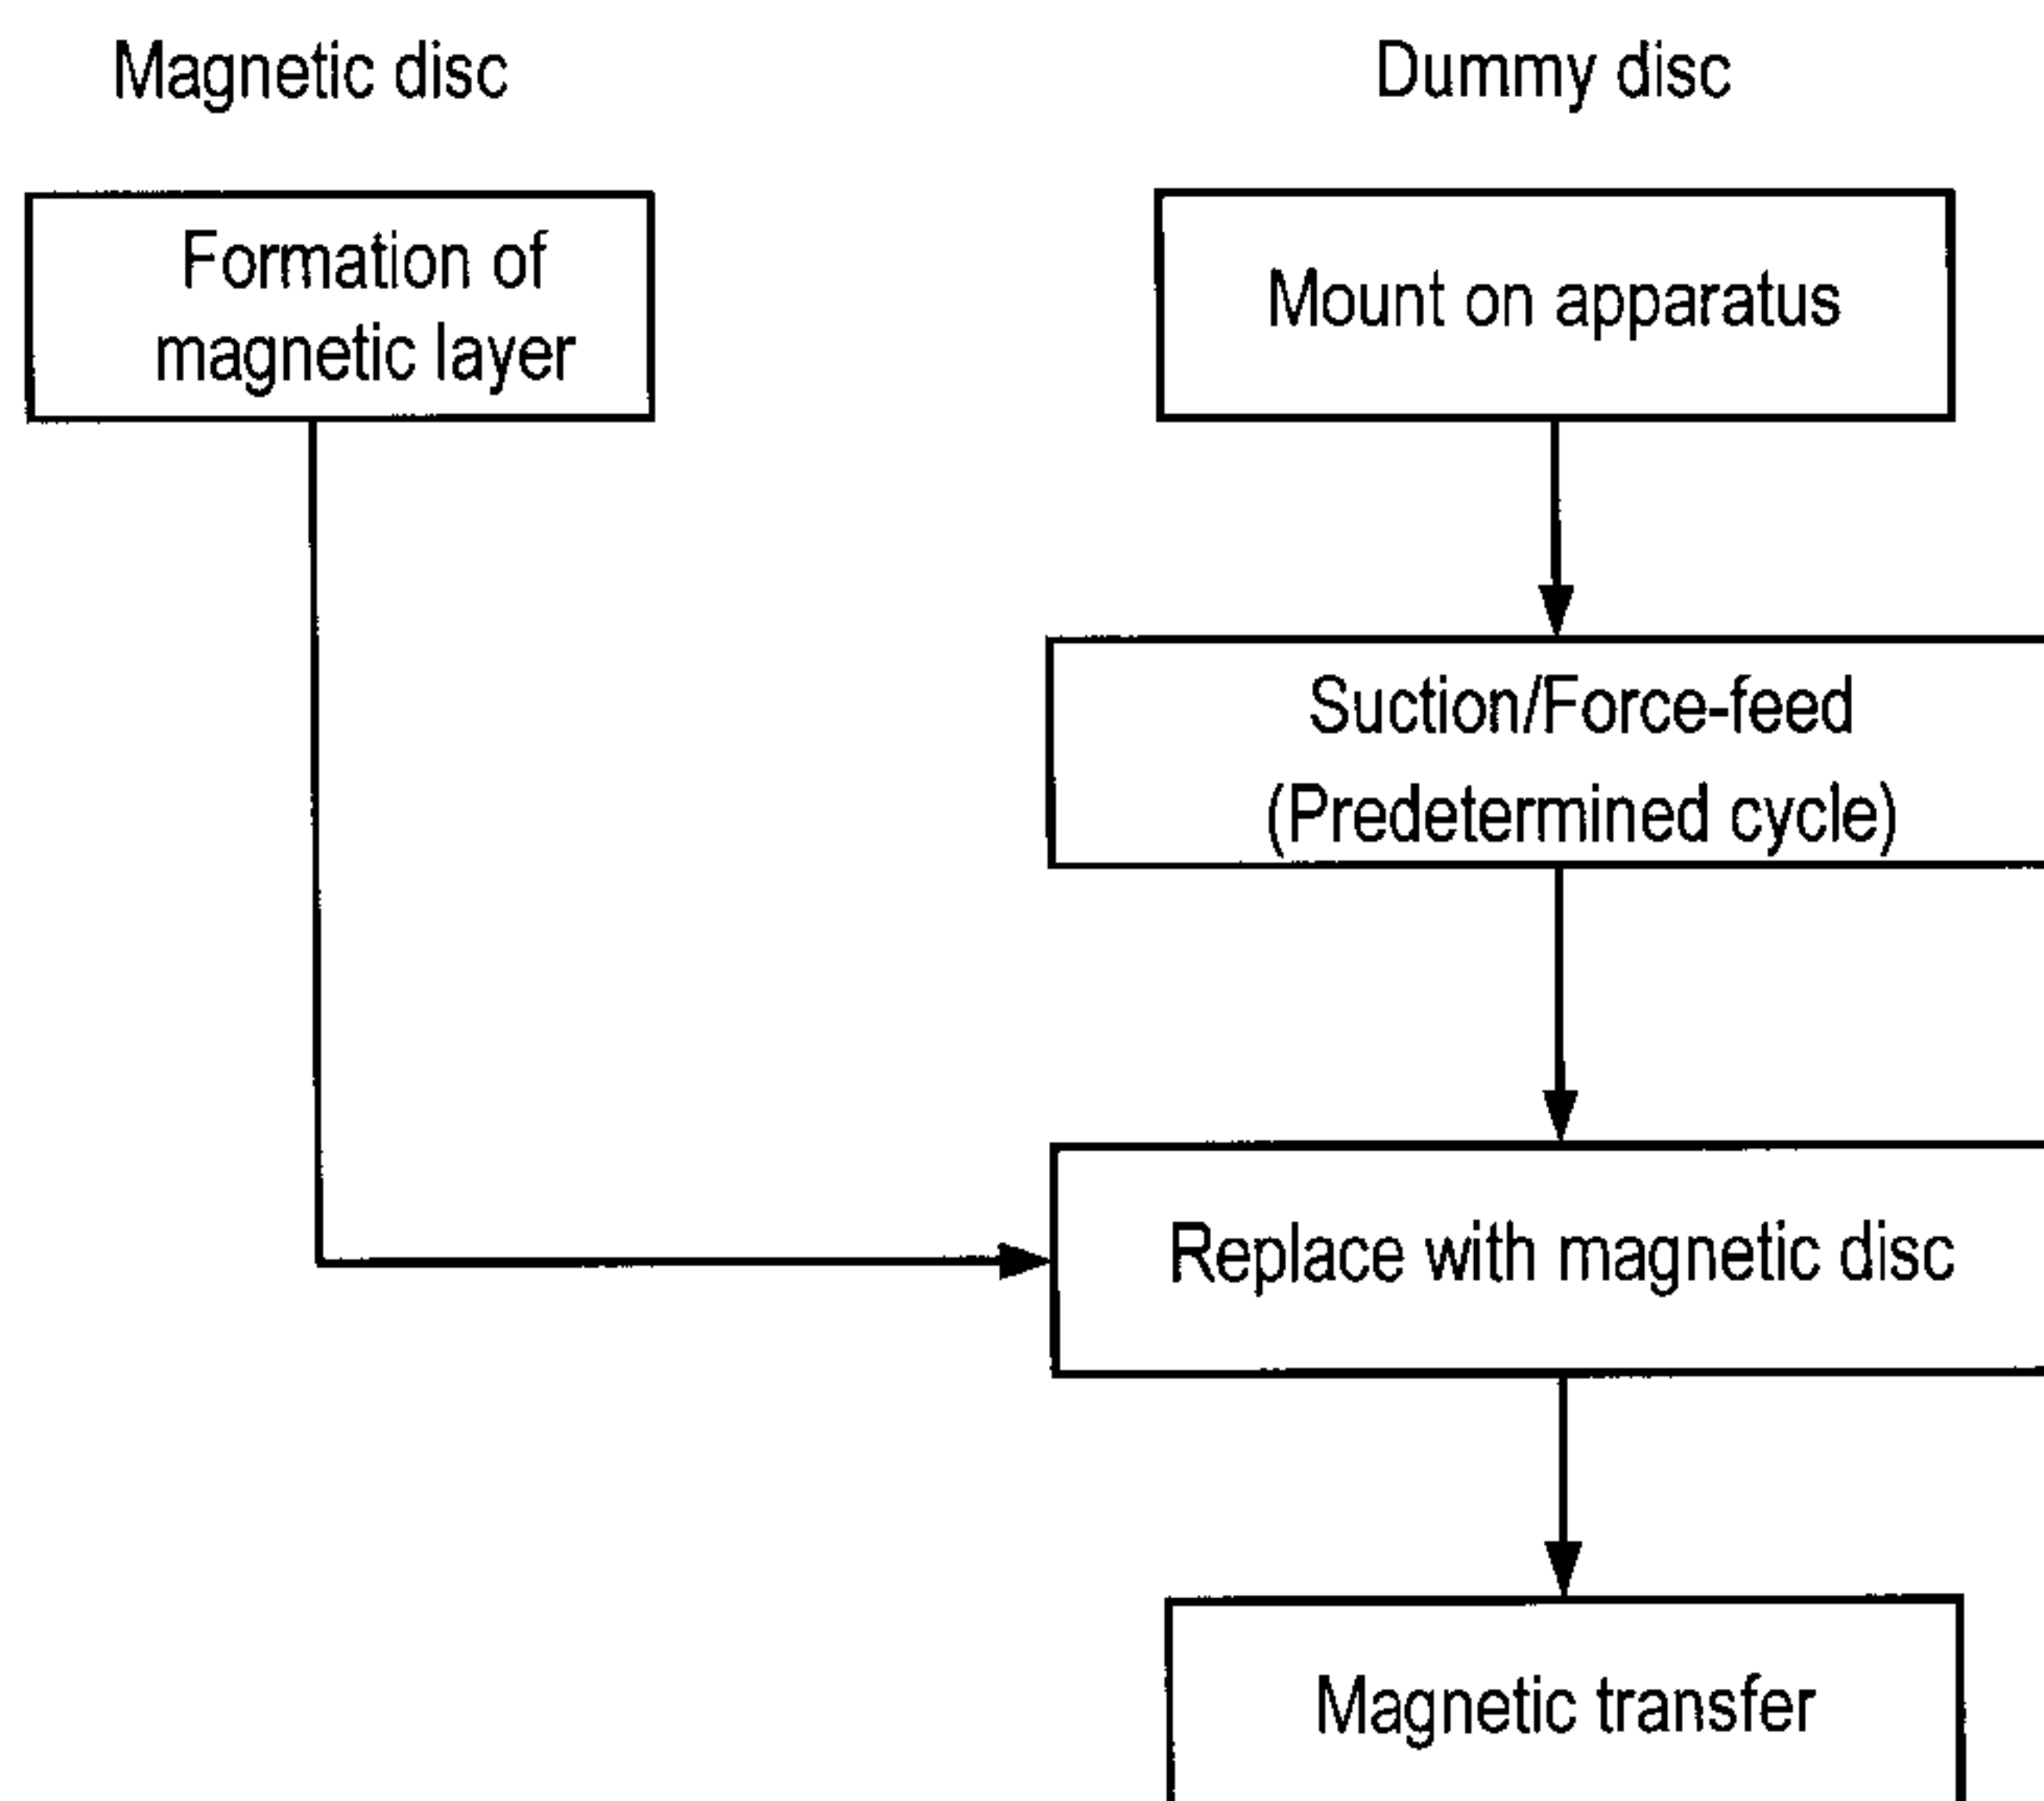 Magnetic disc
Dummy disc
Formation of
magnetic layer
Mount on apparatus
Suction/Force-feed
(Predetermined cycle)
Replace with magnetic disc
Magnetic transfer